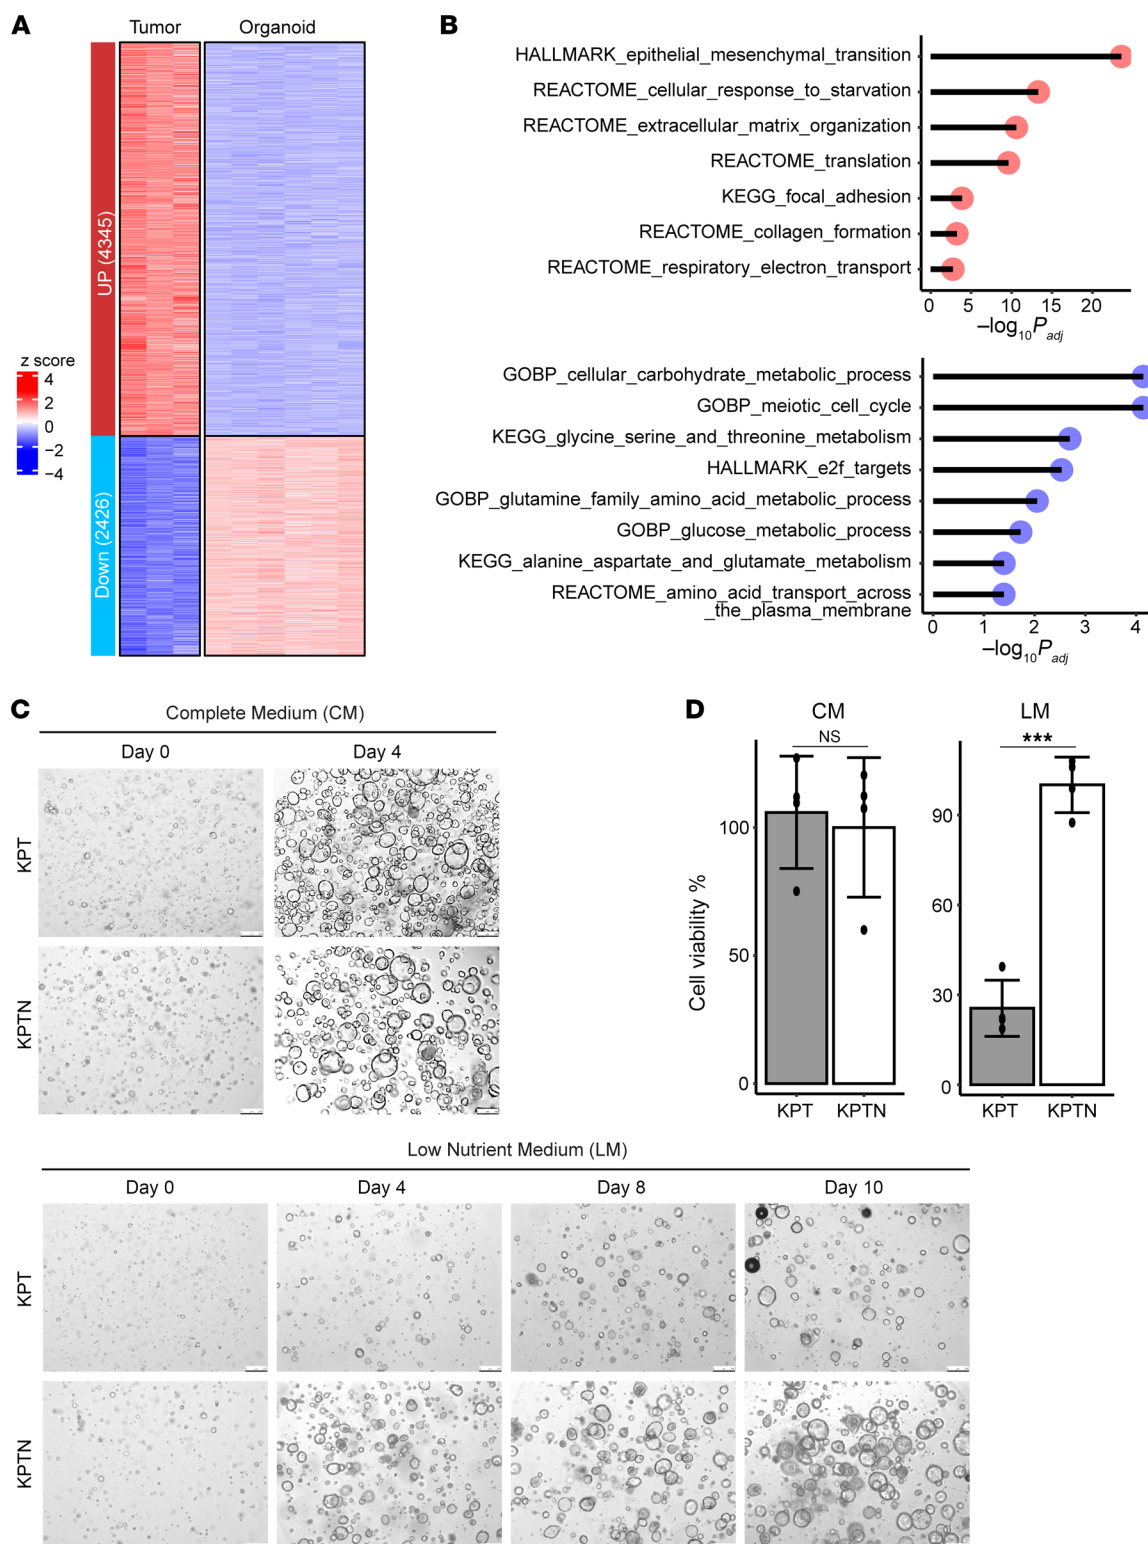 A
Tumor Organoid
UP (4345)
Down (2426)
z score
4
2
0
−2
−4
B
HALLMARK_epithelial_mesenchymal_transition
REACTOME_cellular_response_to_starvation
REACTOME_extracellular_matrix_organization
REACTOME_translation
KEGG_focal_adhesion
REACTOME_collagen_formation
REACTOME_respiratory_electron_transport
0 5 10 15 20
−log10Padj
GOBP_cellular_carbohydrate_metabolic_process
GOBP_meiotic_cell_cycle
KEGG_glycine_serine_and_threonine_metabolism
HALLMARK_e2f_targets
GOBP_glutamine_family_amino_acid_metabolic_process
GOBP_glucose_metabolic_process
KEGG_alanine_aspartate_and_glutamate_metabolism
REACTOME_amino_acid_transport_across
_the_plasma_membrane
0 1 2 3 4
−log10Padj
C
Complete Medium (CM)
Day 0 Day 4
KPT
KPTN
D
CM
NS
Cell viability %
100
50
0
KPT KPTN
LM
***
90
60
30
0
KPT KPTN
Low Nutrient Medium (LM)
Day 0 Day 4 Day 8 Day 10
KPT
KPTN